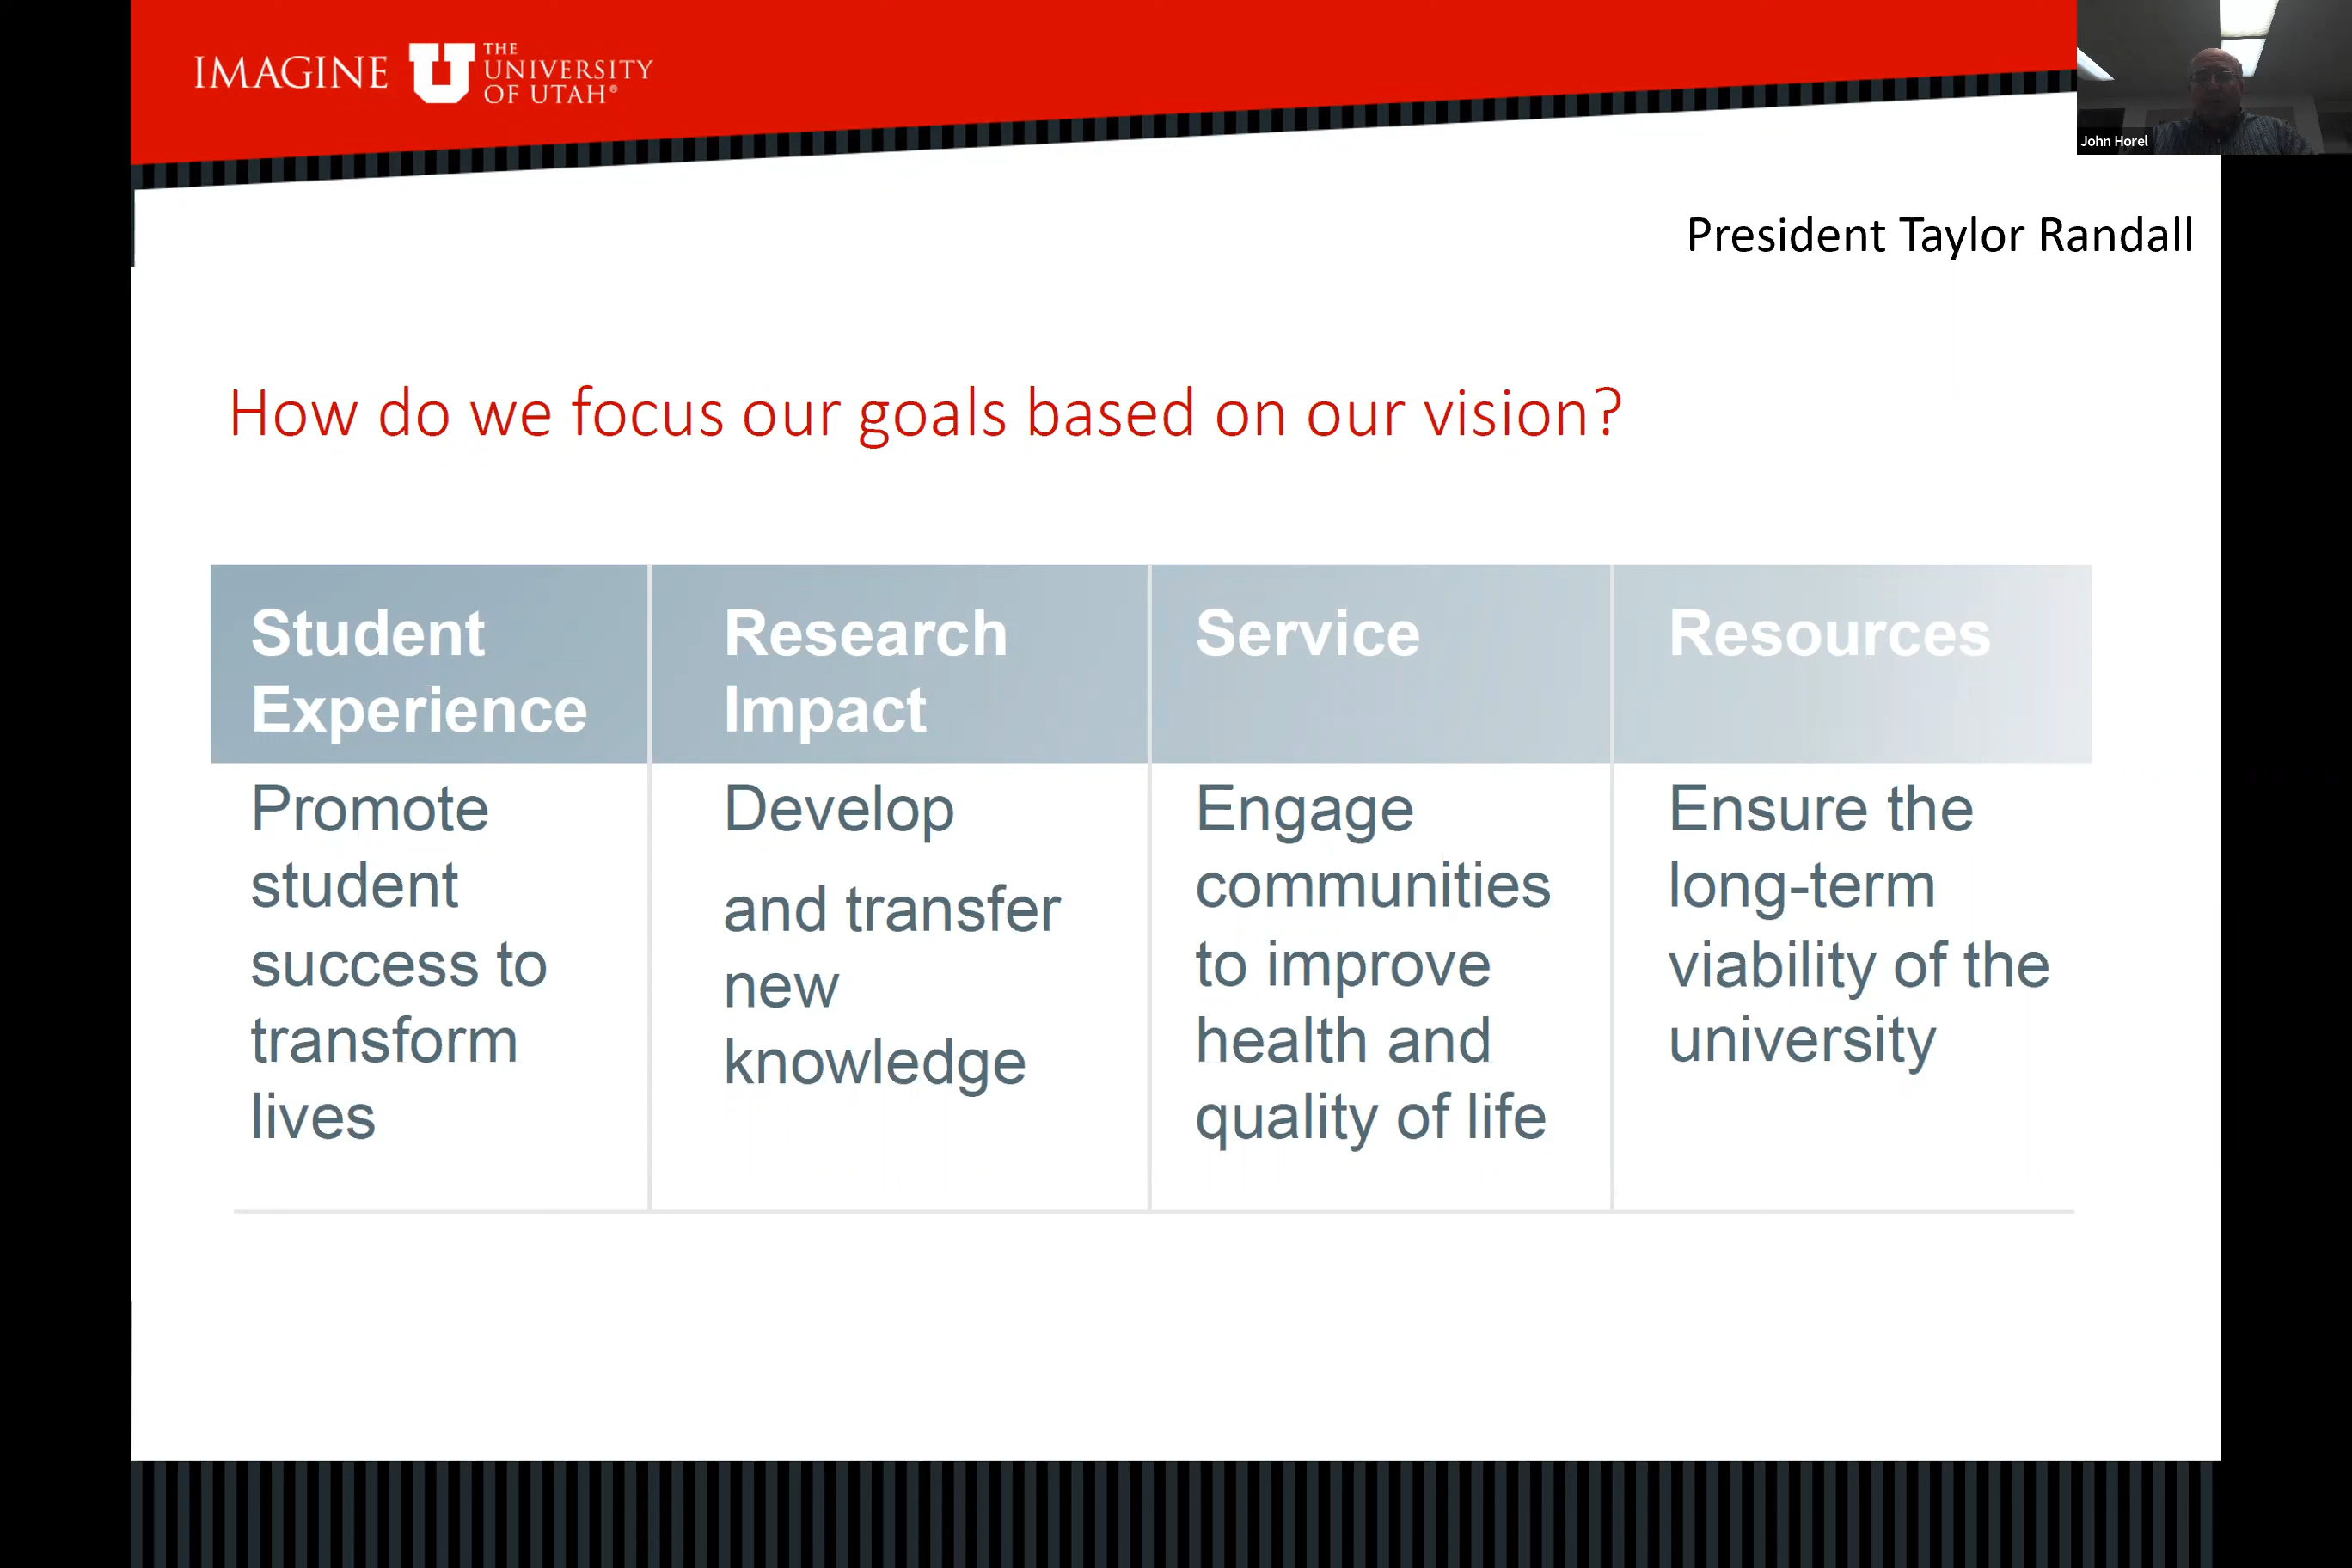 IMAGINE
THE
UNIVERSITY
OF UTAH®
John Horel
President Taylor Randall
How do we focus our goals based on our vision?
Student
Experience
Promote
student
success to
transform
lives
Research
Impact
Develop
and transfer
new
knowledge
Service
Engage
communities
to improve
health and
quality of life
Resources
Ensure the
long-term
viability of the
university